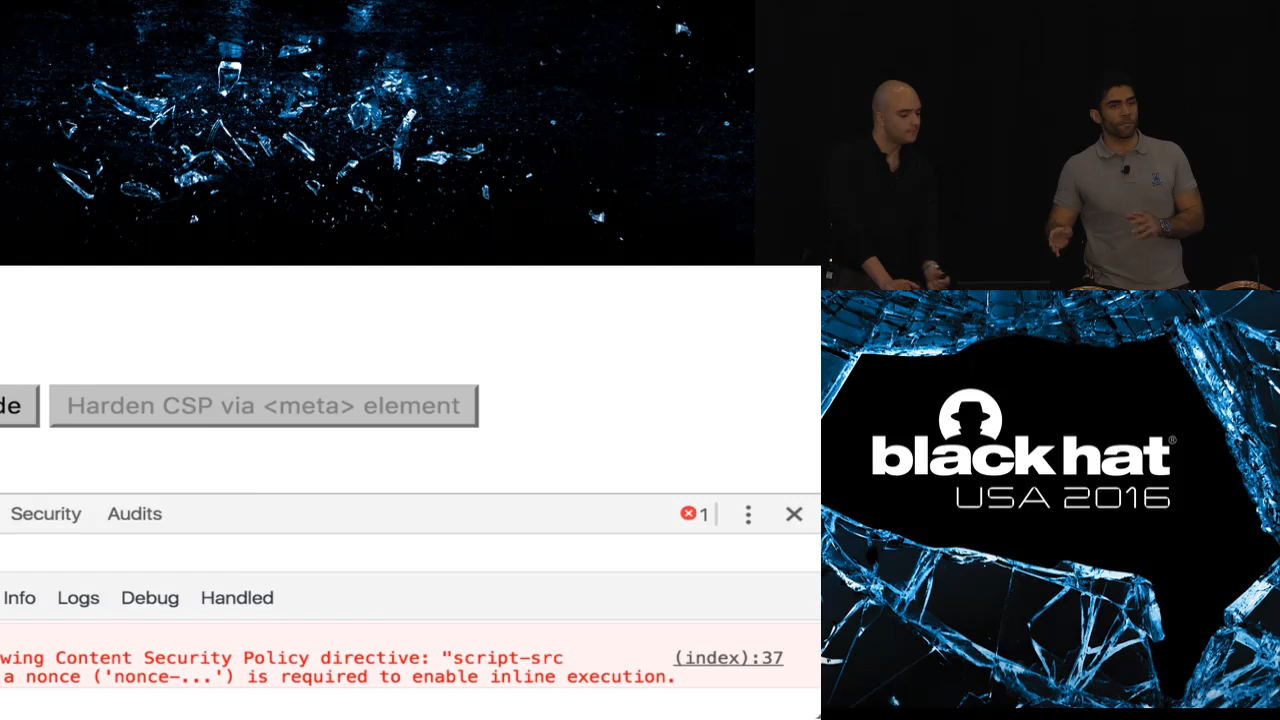 de
Harden CSP via <meta> element
Security Audits
1
Info Logs Debug Handled
wing Content Security Policy directive: "script-src
(index):37
a nonce ('nonce-...') is required to enable inline execution.
black hat®
USA 2016